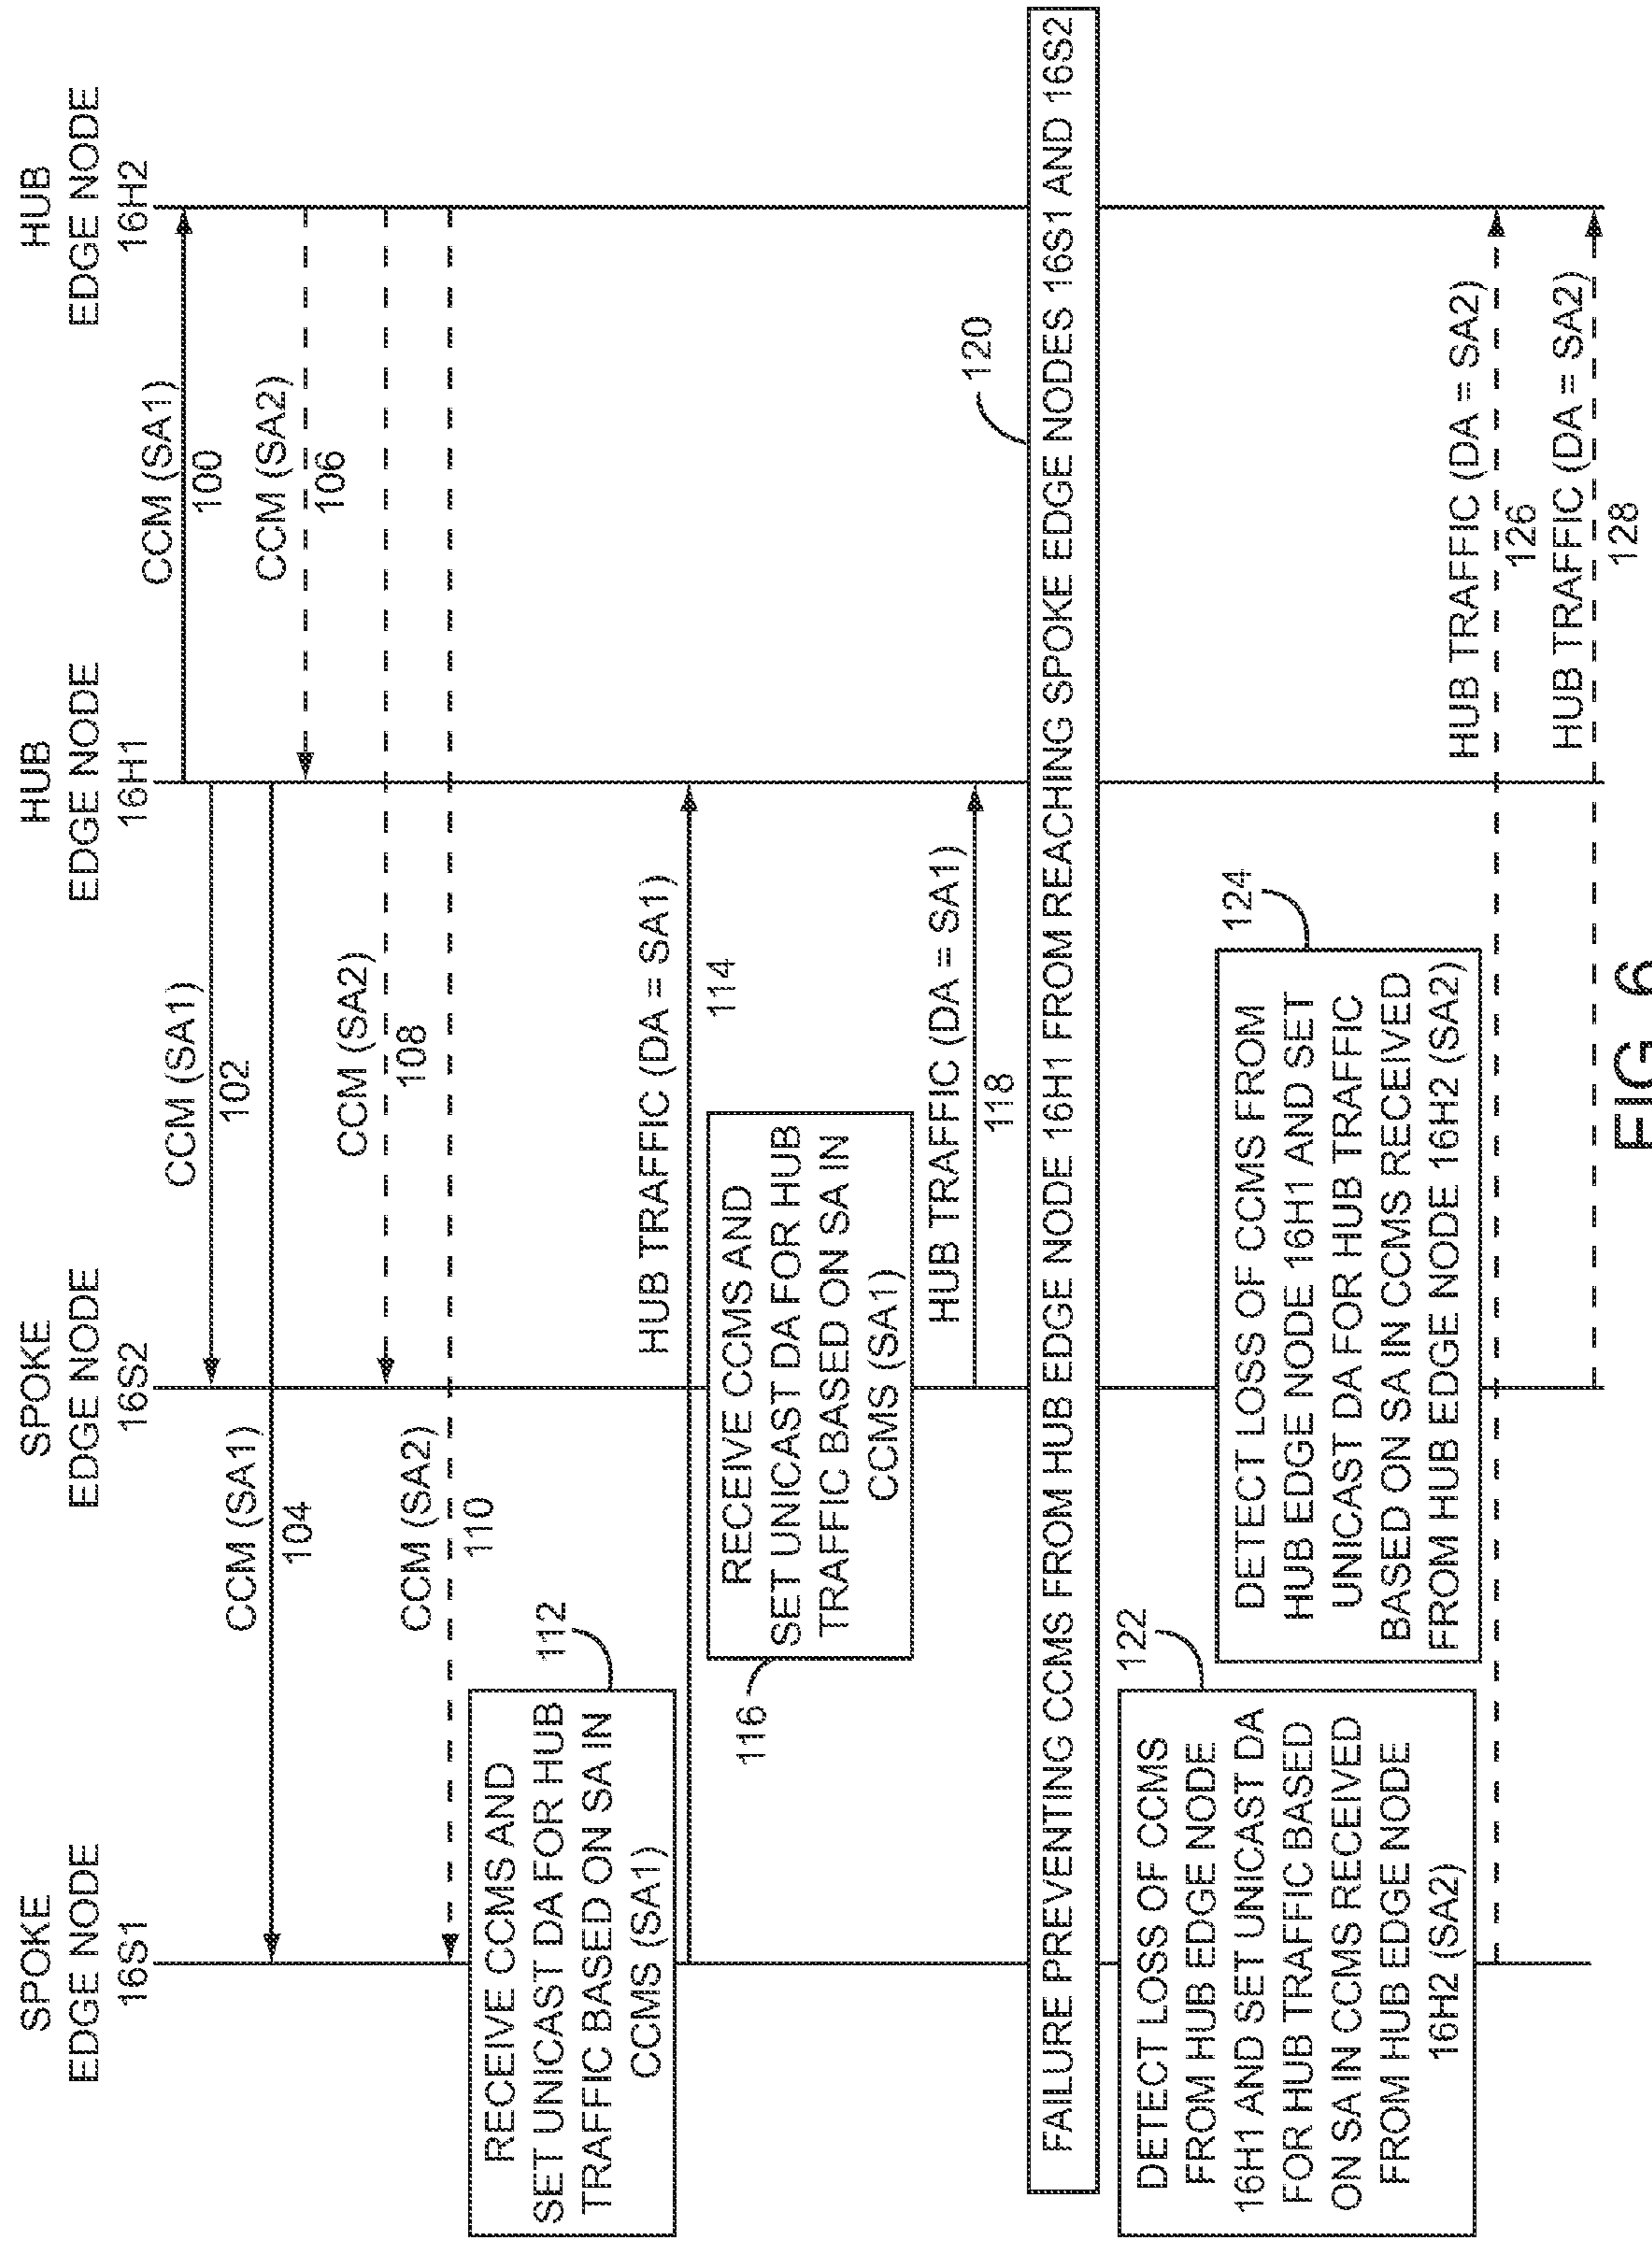 SPOKE
EDGE NODE
16S1
SPOKE
EDGE NODE
16S2
HUB
EDGE NODE
16H1
HUB
EDGE NODE
16H2
CCM (SA1)
100
CCM (SA1)
102
CCM (SA1)
104
CCM (SA2)
106
CCM (SA2)
108
CCM (SA2)
110
RECEIVE CCMS AND
SET UNICAST DA FOR HUB
TRAFFIC BASED ON SA IN
CCMS (SA1)
112
HUB TRAFFIC (DA = SA1)
114
RECEIVE CCMS AND
SET UNICAST DA FOR HUB
TRAFFIC BASED ON SA IN
CCMS (SA1)
116
HUB TRAFFIC (DA = SA1)
118
120
FAILURE PREVENTING CCMS FROM HUB EDGE NODE 16H1 FROM REACHING SPOKE EDGE NODES 16S1 AND 16S2
122
DETECT LOSS OF CCMS
FROM HUB EDGE NODE
16H1 AND SET UNICAST DA
FOR HUB TRAFFIC BASED
ON SA IN CCMS RECEIVED
FROM HUB EDGE NODE
16H2 (SA2)
124
DETECT LOSS OF CCMS FROM
HUB EDGE NODE 16H1 AND SET
UNICAST DA FOR HUB TRAFFIC
BASED ON SA IN CCMS RECEIVED
FROM HUB EDGE NODE 16H2 (SA2)
HUB TRAFFIC (DA = SA2)
126
HUB TRAFFIC (DA = SA2)
128
FIG. 6